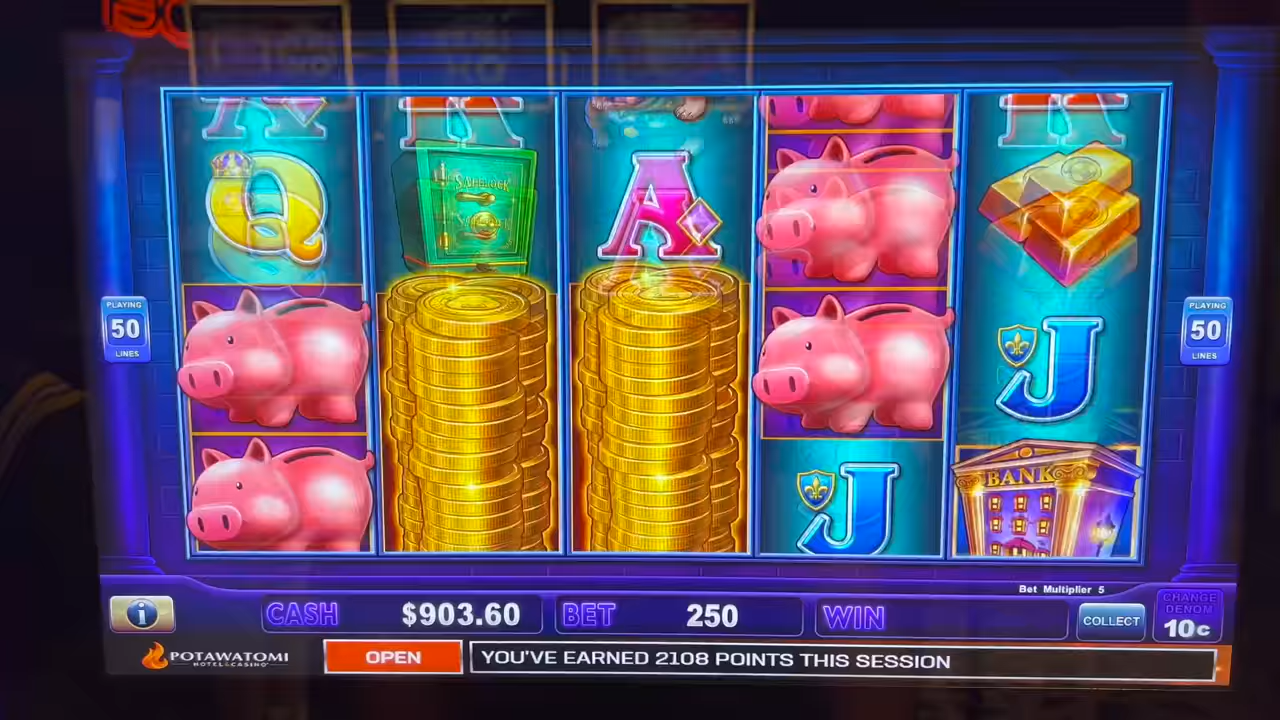 K
K
K
Q
SAFELOCK
A
PLAYING
50
LINES
PLAYING
50
LINES
J
BANK
J
Bet Multiplier 5
CASH
$903.60
BET
250
WIN
COLLECT
CHANGE
DENOM
10¢
i
POTAWATOMI
HOTEL&CASINO
OPEN
YOU'VE EARNED 2108 POINTS THIS SESSION